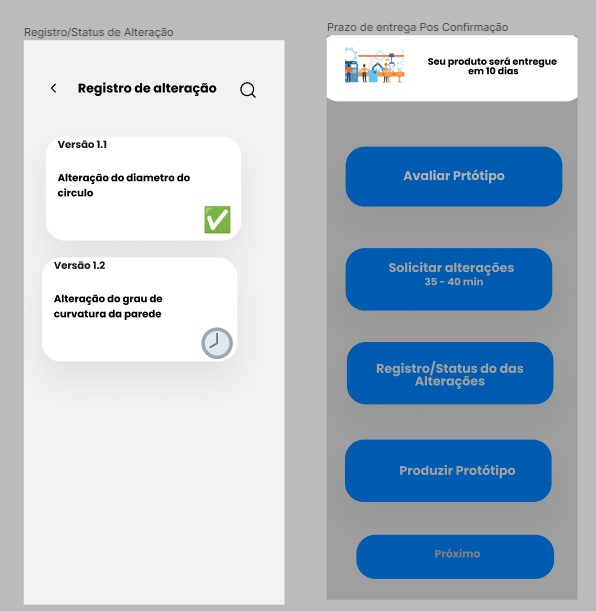 Registro/Status de Alteração
Registro de alteração
Versão 1.1
Alteração do diametro do
circulo
Versão 1.2
Alteração do grau de
curvatura da parede
Prazo de entrega Pos Confirmação
Seu produto será entregue
em 10 dias
Avaliar Prtótipo
Solicitar alterações
35 - 40 min
Registro/Status do das
Alterações
Produzir Protótipo
Próximo